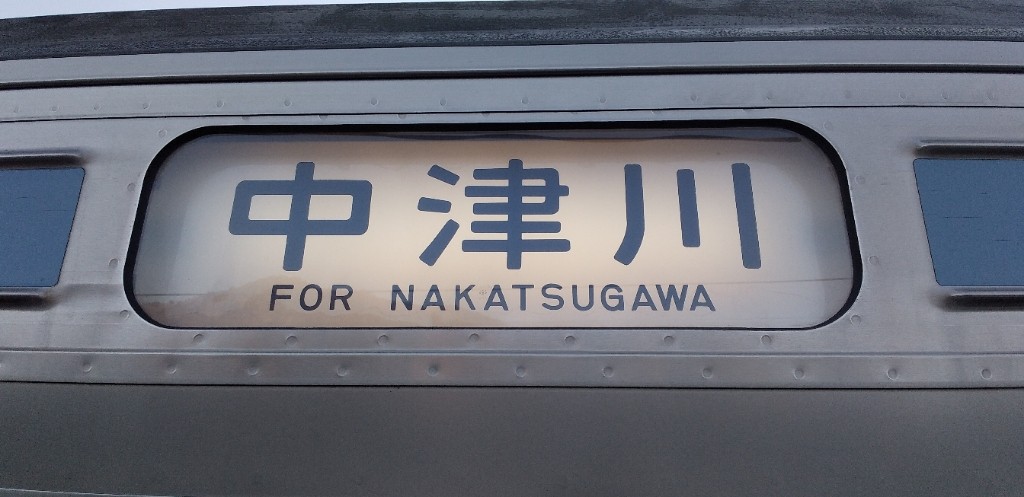 中津川
FOR NAKATSUGAWA